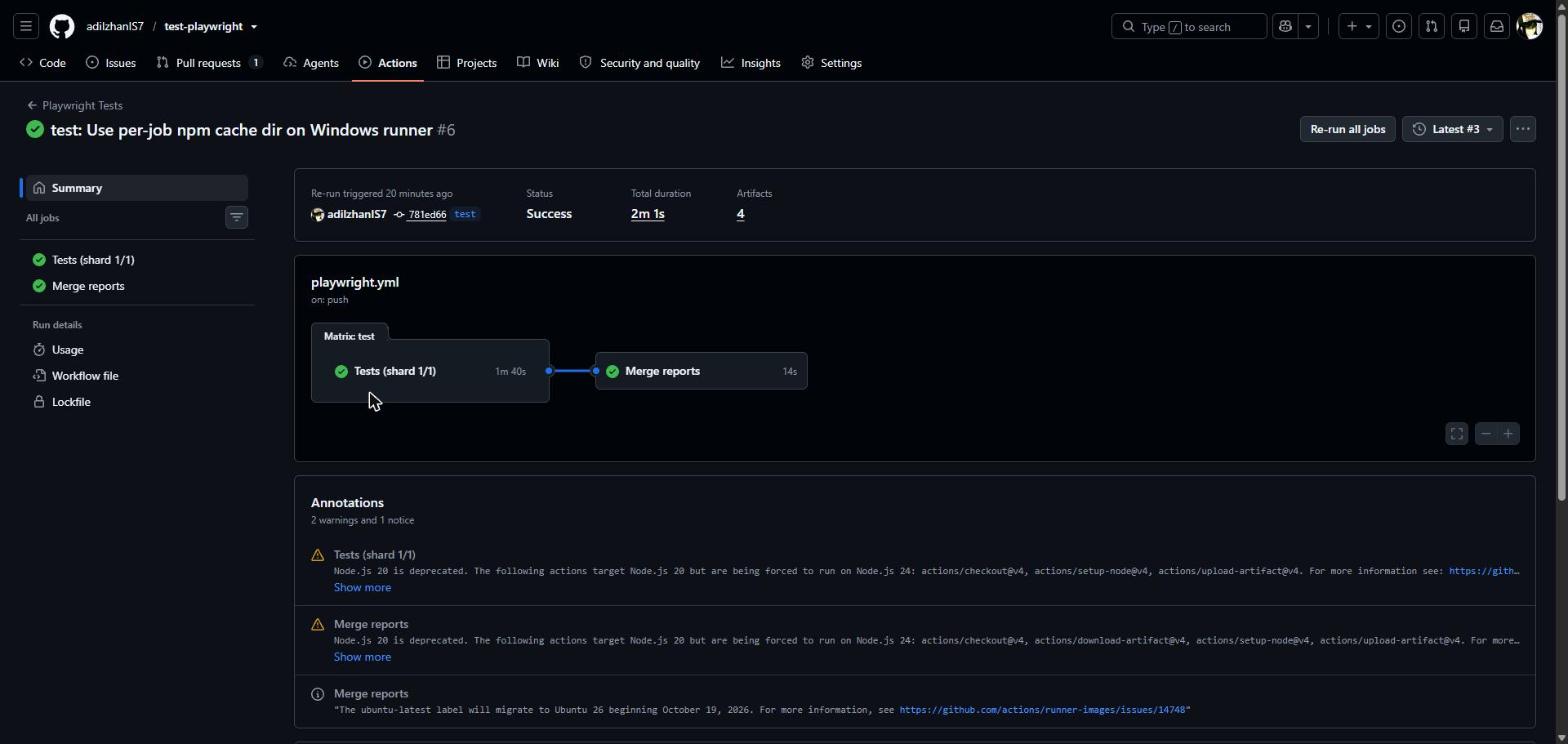 adilzhanIS7 / test-playwright
Type / to search
Code
Issues
Pull requests 1
Agents
Actions
Projects
Wiki
Security and quality
Insights
Settings
Playwright Tests
test: Use per-job npm cache dir on Windows runner #6
Re-run all jobs
Latest #3
Summary
All jobs
Tests (shard 1/1)
Merge reports
Run details
Usage
Workflow file
Lockfile
Re-run triggered 20 minutes ago
adilzhanIS7 781ed66 test
Status
Success
Total duration
2m 1s
Artifacts
4
playwright.yml
on: push
Matrix: test
Tests (shard 1/1) 1m 40s
Merge reports 14s
Annotations
2 warnings and 1 notice
Tests (shard 1/1)
Node.js 20 is deprecated. The following actions target Node.js 20 but are being forced to run on Node.js 24: actions/checkout@v4, actions/setup-node@v4, actions/upload-artifact@v4. For more information see: https://gith…
Show more
Merge reports
Node.js 20 is deprecated. The following actions target Node.js 20 but are being forced to run on Node.js 24: actions/checkout@v4, actions/download-artifact@v4, actions/setup-node@v4, actions/upload-artifact@v4. For more…
Show more
Merge reports
"The ubuntu-latest label will migrate to Ubuntu 26 beginning October 19, 2026. For more information, see https://github.com/actions/runner-images/issues/14748"